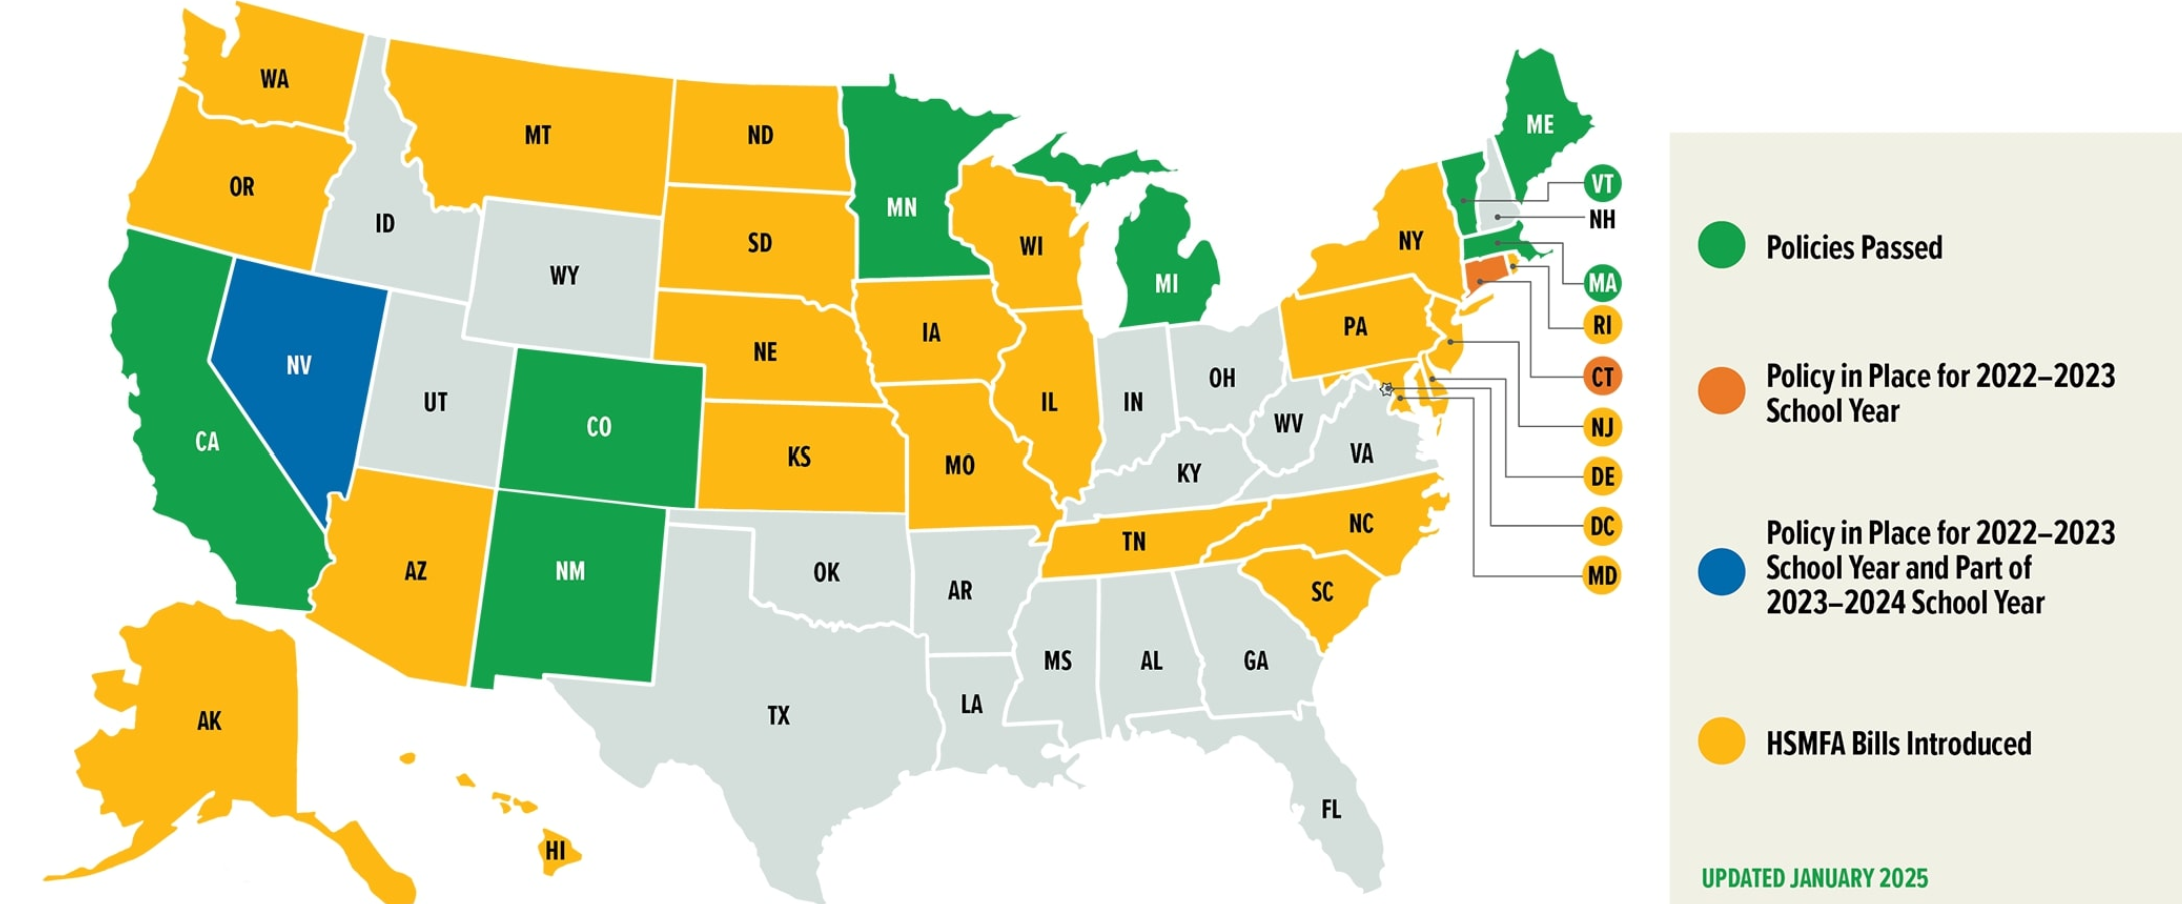 WA
MT
ND
MN
ME
OR
ID
SD
WI
NY
VT
NH
WY
MI
MA
RI
NV
NE
IA
PA
CT
UT
CO
IL
IN
OH
NJ
CA
KS
MO
WV
VA
DE
KY
DC
AZ
NM
OK
AR
TN
NC
SC
MD
AK
TX
LA
MS
AL
GA
HI
FL
Policies Passed
Policy in Place for 2022–2023
School Year
Policy in Place for 2022–2023
School Year and Part of
2023–2024 School Year
HSMFA Bills Introduced
UPDATED JANUARY 2025